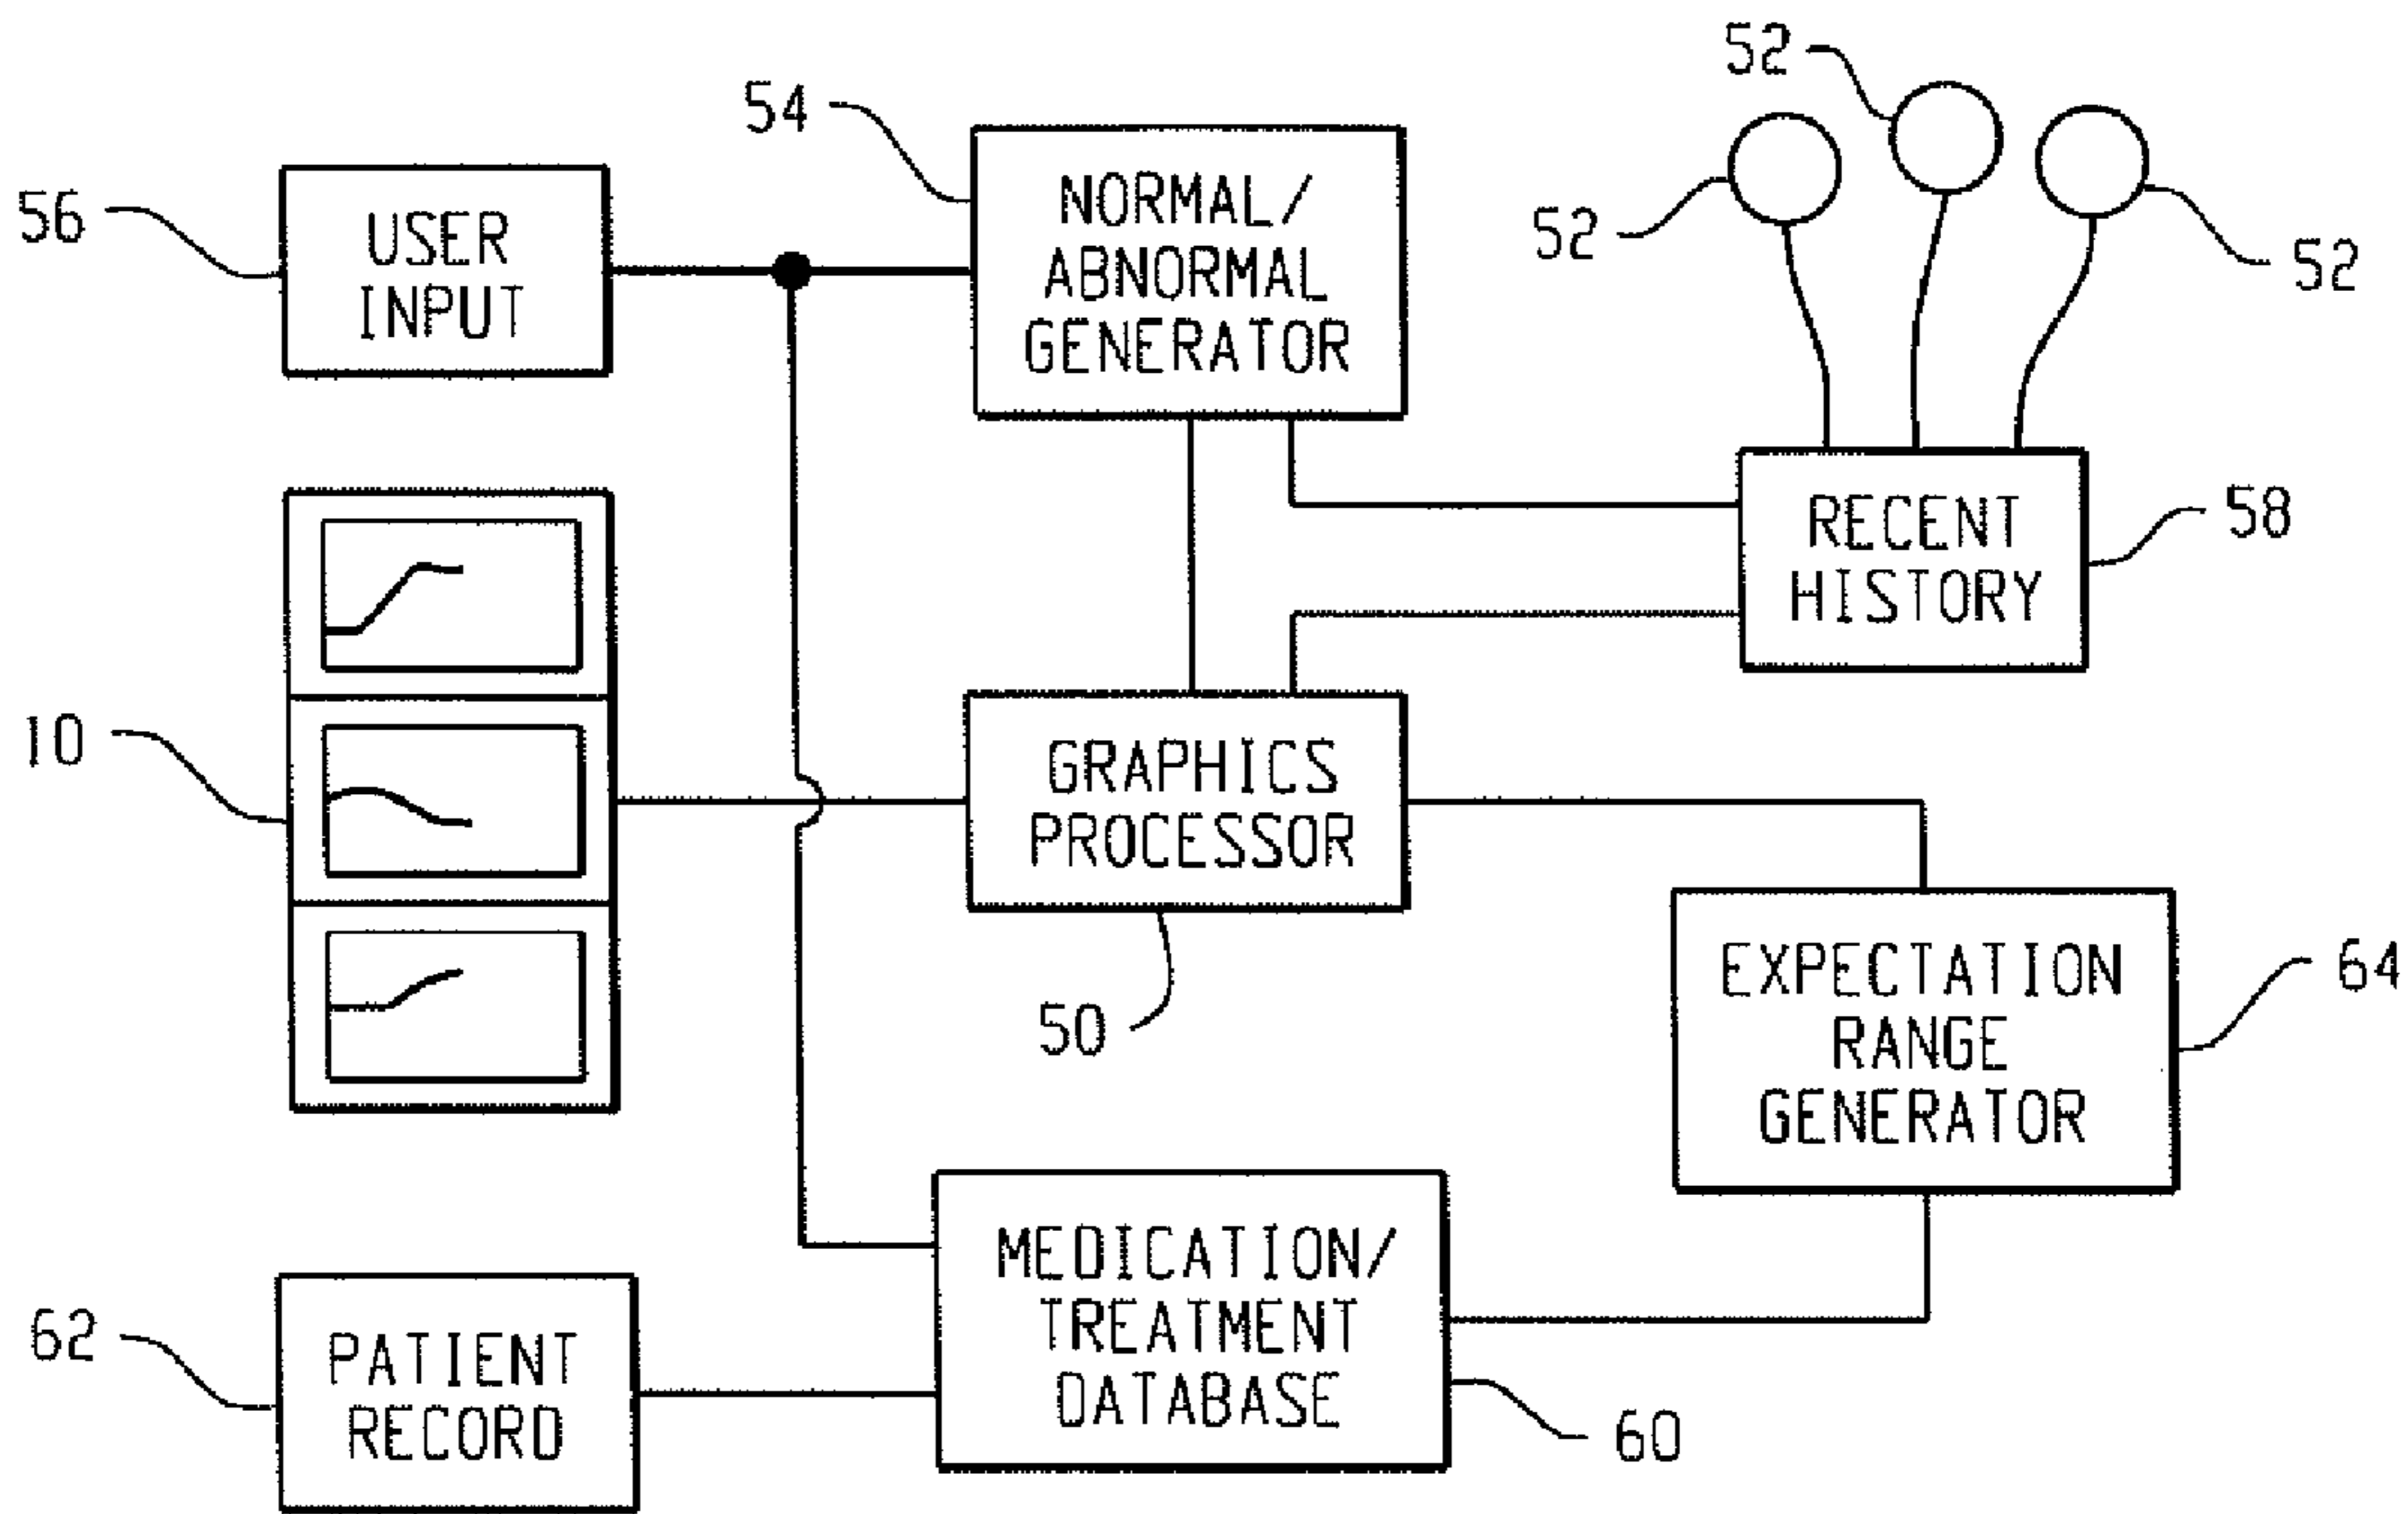 52
54
NORMAL/
ABNORMAL
GENERATOR
56
USER
INPUT
52
52
RECENT
HISTORY
58
10
GRAPHICS
PROCESSOR
50
EXPECTATION
RANGE
GENERATOR
64
MEDICATION/
TREATMENT
DATABASE
60
62
PATIENT
RECORD